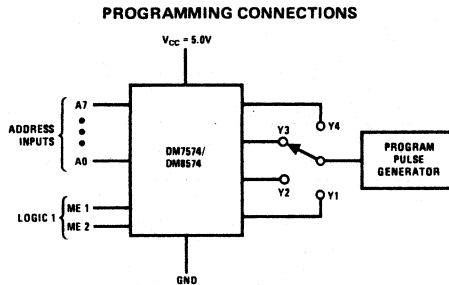 PROGRAMMING CONNECTIONS
VCC = 5.0V
A7
ADDRESS
INPUTS
A0
LOGIC 1
ME 1
ME 2
DM7574/
DM8574
Y3
Y4
Y2
Y1
PROGRAM
PULSE
GENERATOR
GND